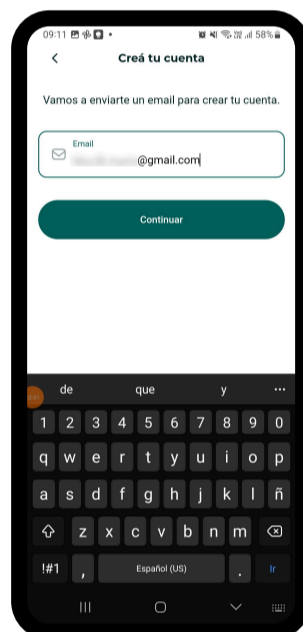 09:11 58%
Creá tu cuenta
Vamos a enviarte un email para crear tu cuenta.
Email
@gmail.com
Continuar
de que y ...
1 2 3 4 5 6 7 8 9 0
q w e r t y u i o p
a s d f g h j k l ñ
z x c v b n m
!#1 , Español (US) . Ir